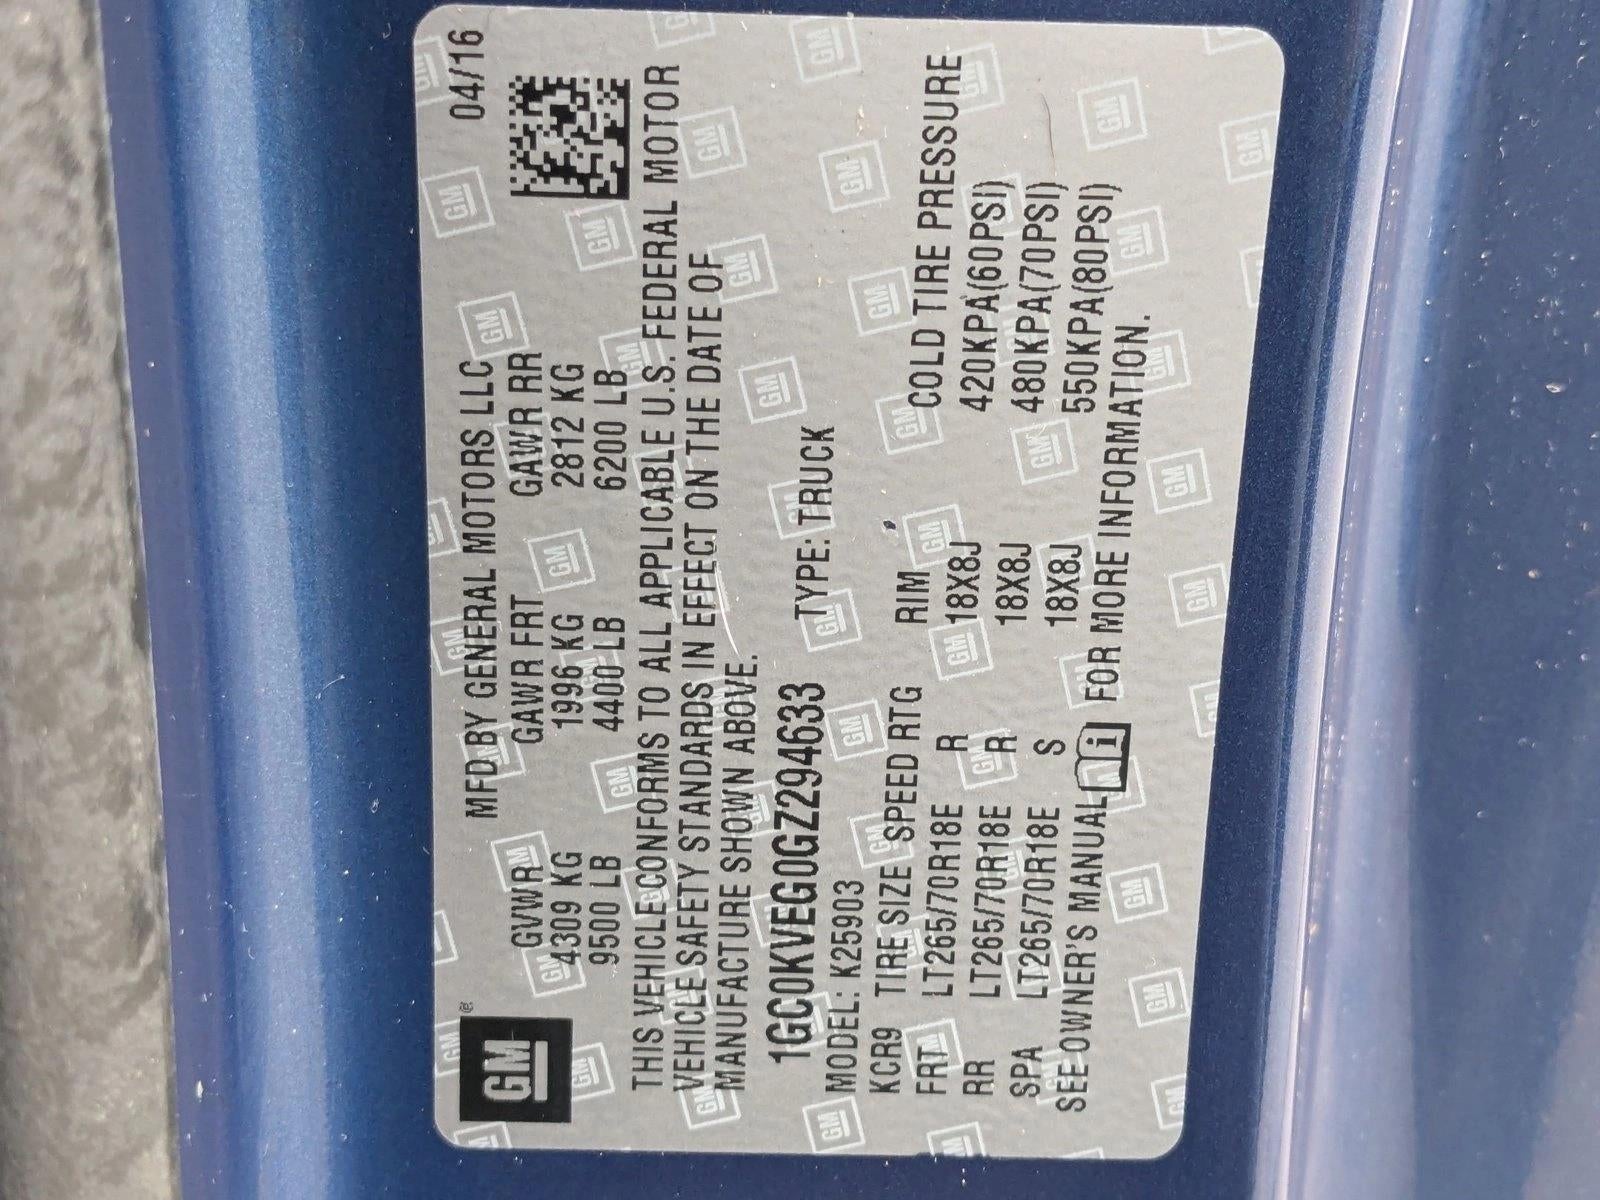 GM
MFD BY GENERAL MOTORS LLC 04/16
GVWR GAWR FRT GAWR RR
4309 KG 1996 KG 2812 KG
9500 LB 4400 LB 6200 LB
THIS VEHICLE CONFORMS TO ALL APPLICABLE U.S. FEDERAL MOTOR
VEHICLE SAFETY STANDARDS IN EFFECT ON THE DATE OF
MANUFACTURE SHOWN ABOVE.
1GC0KVEG0GZ294633 TYPE: TRUCK
MODEL: K25903
KCR9 TIRE SIZE SPEED RTG RIM COLD TIRE PRESSURE
FRT LT265/70R18E R 18X8J 420KPA(60PSI)
RR LT265/70R18E R 18X8J 480KPA(70PSI)
SPA LT265/70R18E S 18X8J 550KPA(80PSI)
SEE OWNER'S MANUAL i FOR MORE INFORMATION.